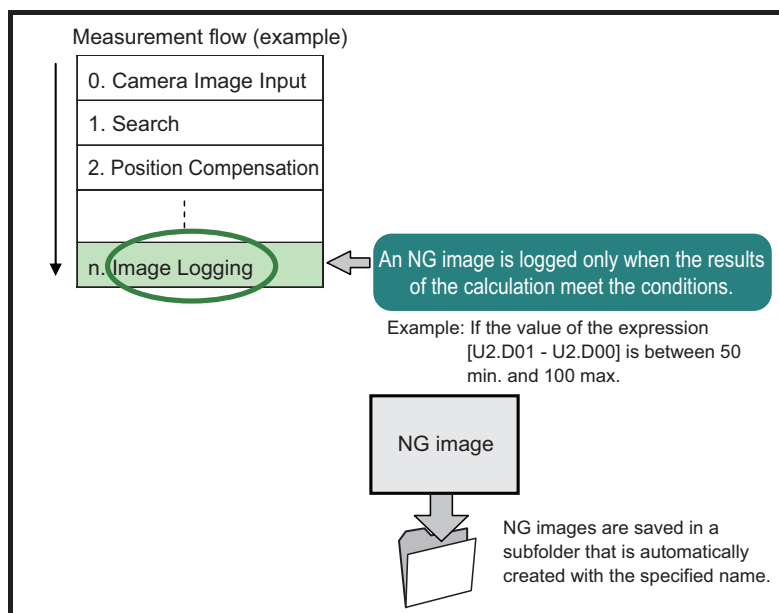 Measurement flow (example)
0. Camera Image Input
1. Search
2. Position Compensation
n. Image Logging
An NG image is logged only when the results
of the calculation meet the conditions.
Example: If the value of the expression
[U2.D01 - U2.D00] is between 50
min. and 100 max.
NG image
NG images are saved in a
subfolder that is automatically
created with the specified name.